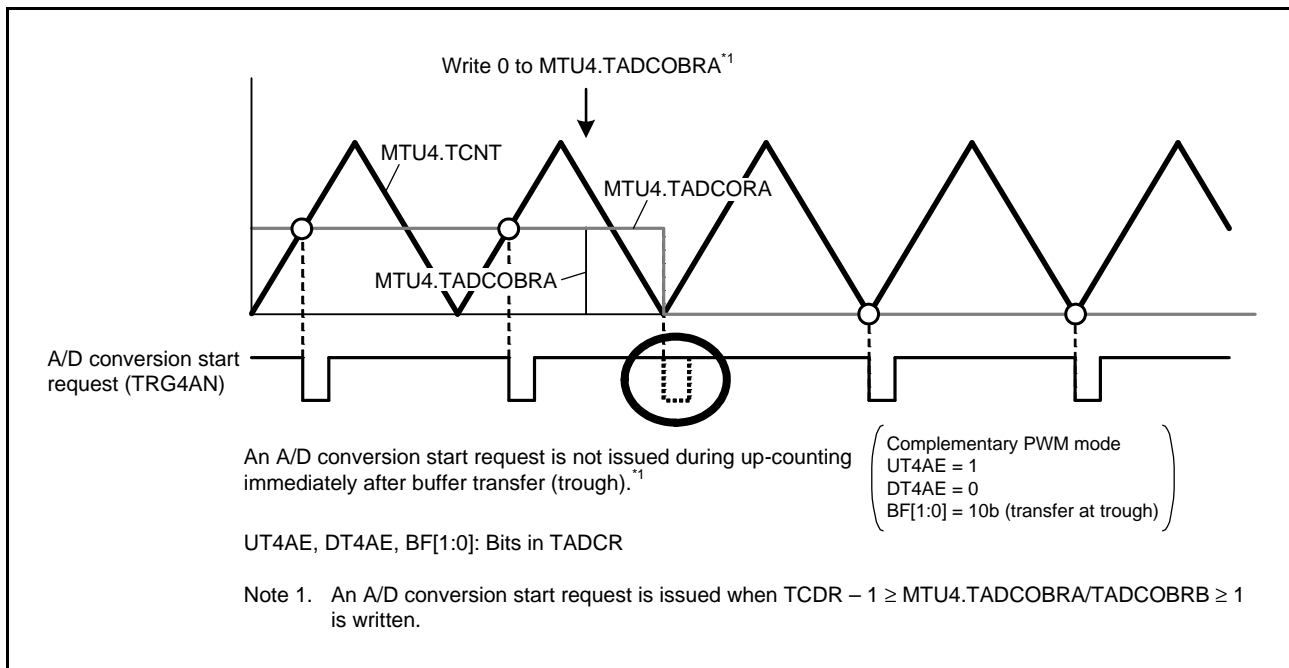 Write 0 to MTU4.TADCOBRA*1
MTU4.TCNT
MTU4.TADCORA
MTU4.TADCOBRA
A/D conversion start
request (TRG4AN)
An A/D conversion start request is not issued during up-counting
immediately after buffer transfer (trough).*1
Complementary PWM mode
UT4AE = 1
DT4AE = 0
BF[1:0] = 10b (transfer at trough)
UT4AE, DT4AE, BF[1:0]: Bits in TADCR
Note 1. An A/D conversion start request is issued when TCDR – 1 ≥ MTU4.TADCOBRA/TADCOBRB ≥ 1
is written.